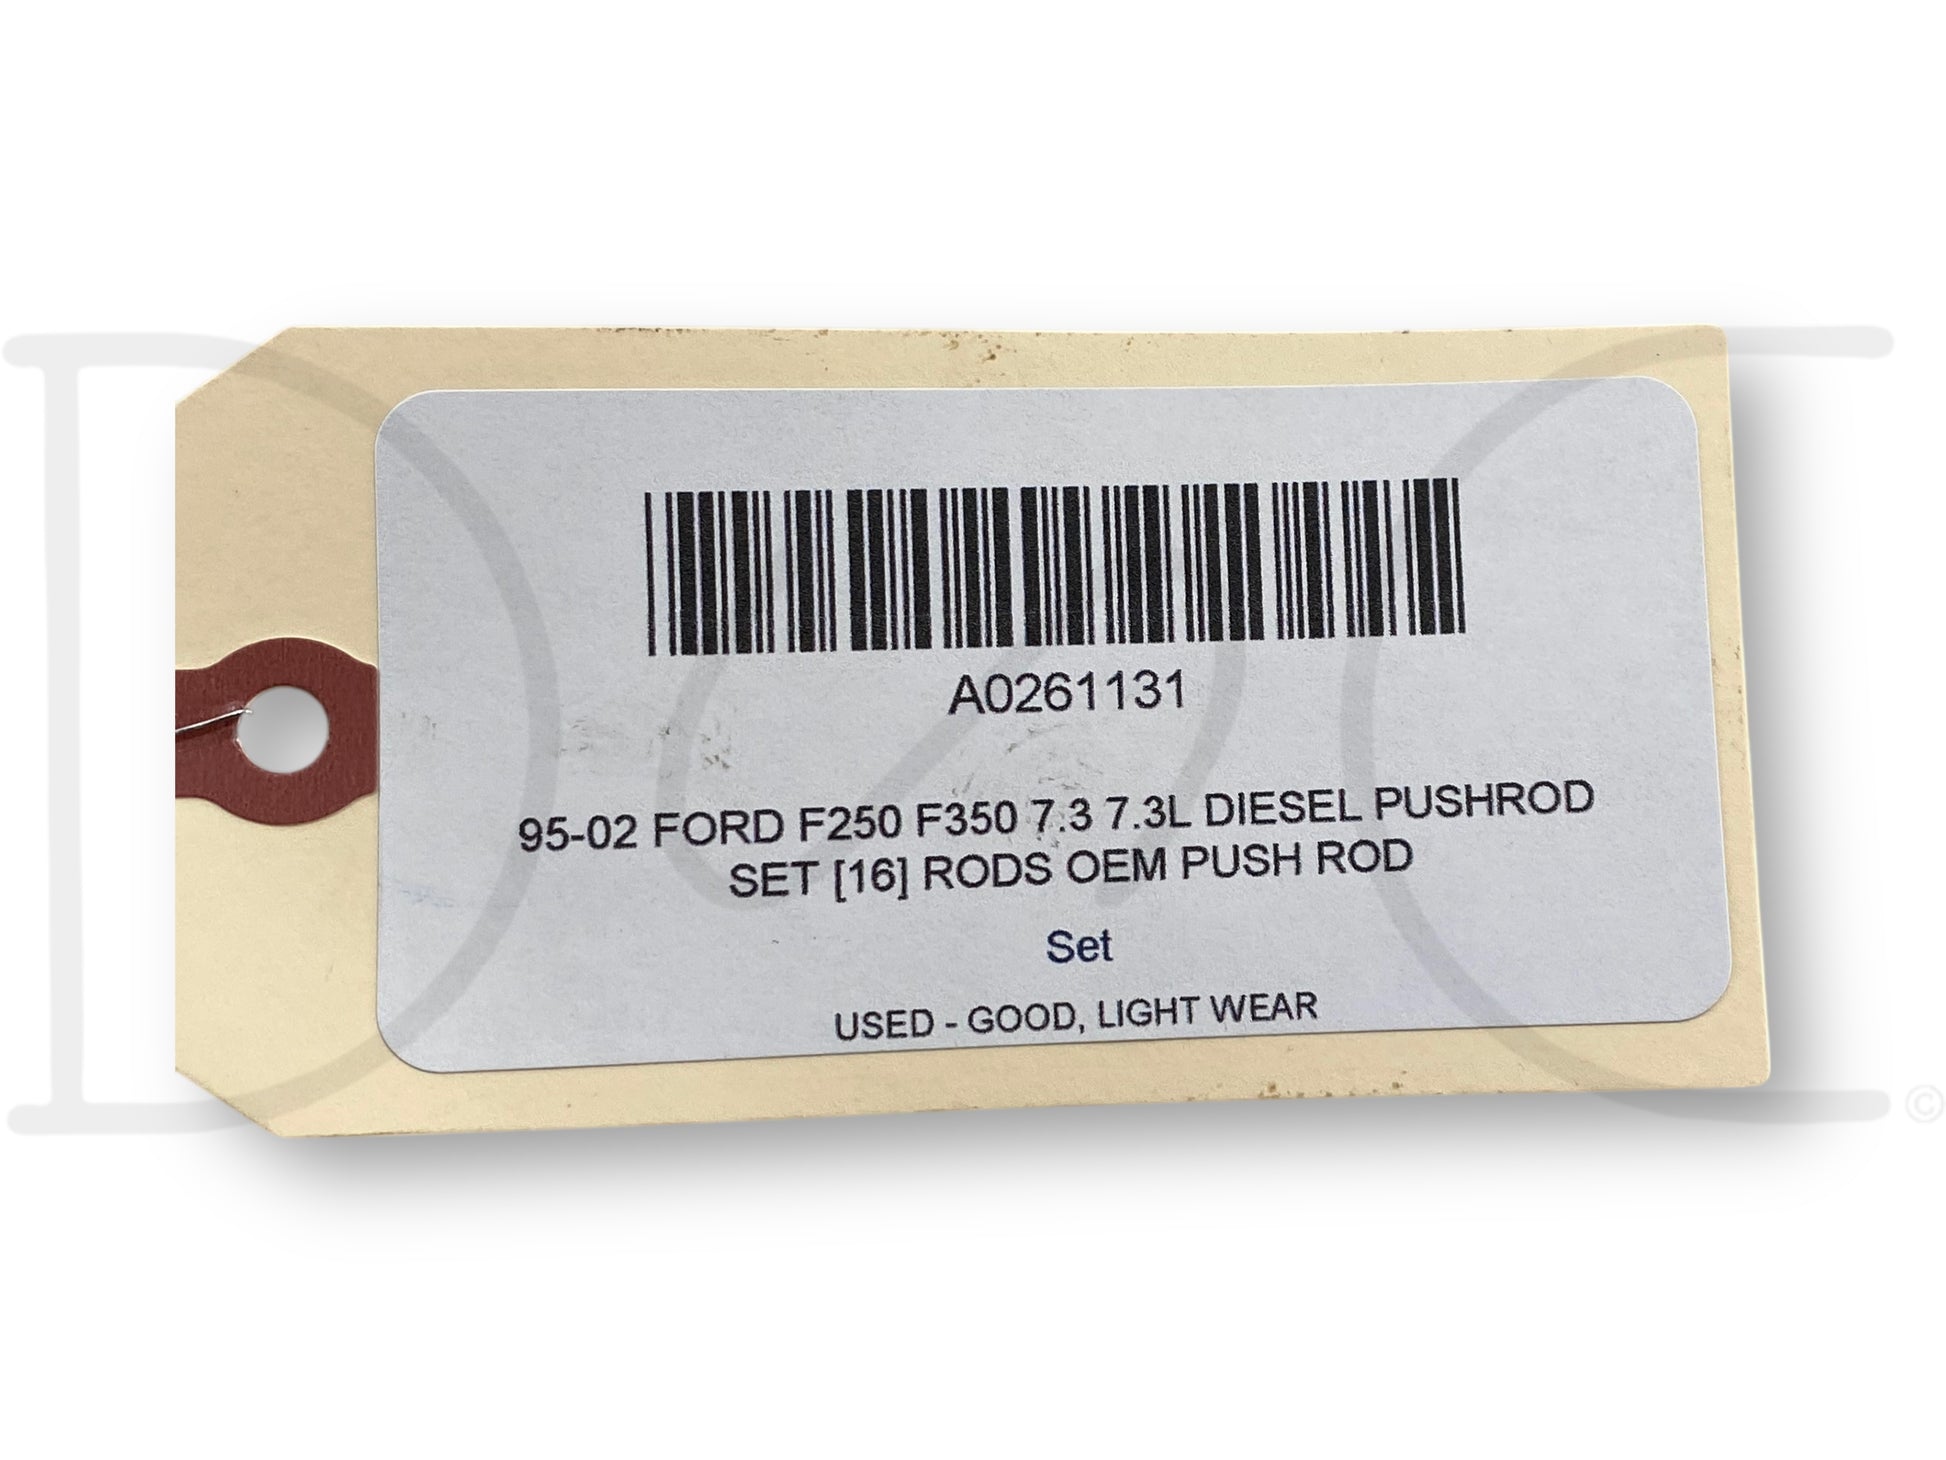 A0261131
95-02 FORD F250 F350 7.3 7.3L DIESEL PUSHROD
SET [16] RODS OEM PUSH ROD
Set
USED - GOOD, LIGHT WEAR
D C
©